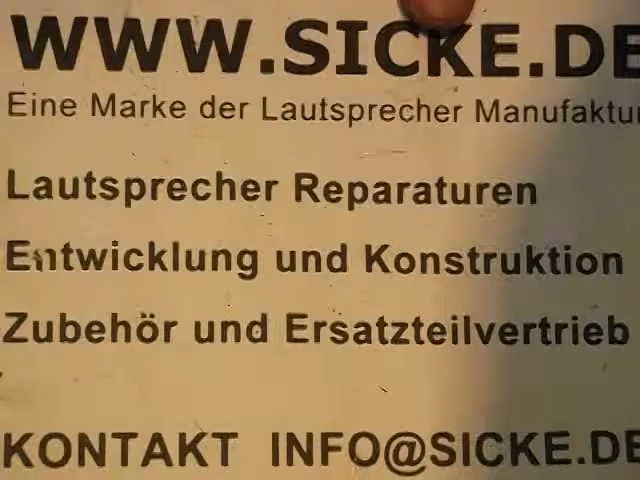 WWW.SICKE.DE
Eine Marke der Lautsprecher Manufaktur
Lautsprecher Reparaturen
Entwicklung und Konstruktion
Zubehör und Ersatzteilvertrieb
KONTAKT INFO@SICKE.DE